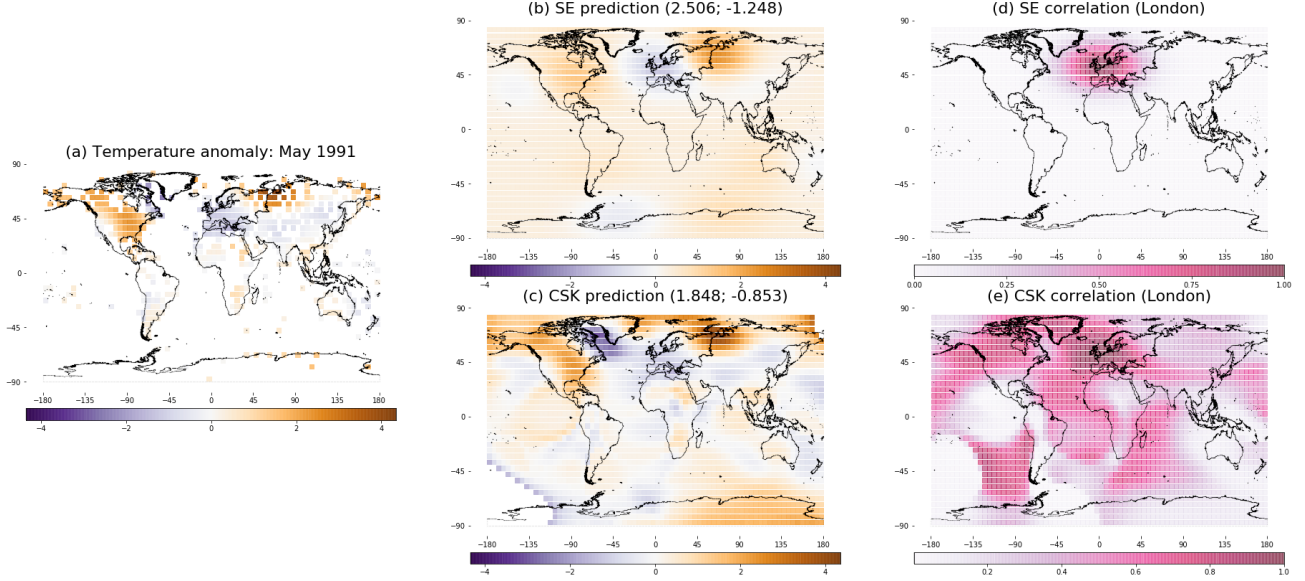 (a) Temperature anomaly: May 1991
90
45
0
−45
−90
−180 −135 −90 −45 0 45 90 135 180
−4 −2 0 2 4
(b) SE prediction (2.506; -1.248)
90
45
0
−45
−90
−180 −135 −90 −45 0 45 90 135 180
−4 −2 0 2 4
(c) CSK prediction (1.848; -0.853)
90
45
0
−45
−90
−180 −135 −90 −45 0 45 90 135 180
−4 −2 0 2 4
(d) SE correlation (London)
90
45
0
−45
−90
−180 −135 −90 −45 0 45 90 135 180
0.00 0.25 0.50 0.75 1.00
(e) CSK correlation (London)
90
45
0
−45
−90
−180 −135 −90 −45 0 45 90 135 180
0.2 0.4 0.6 0.8 1.0